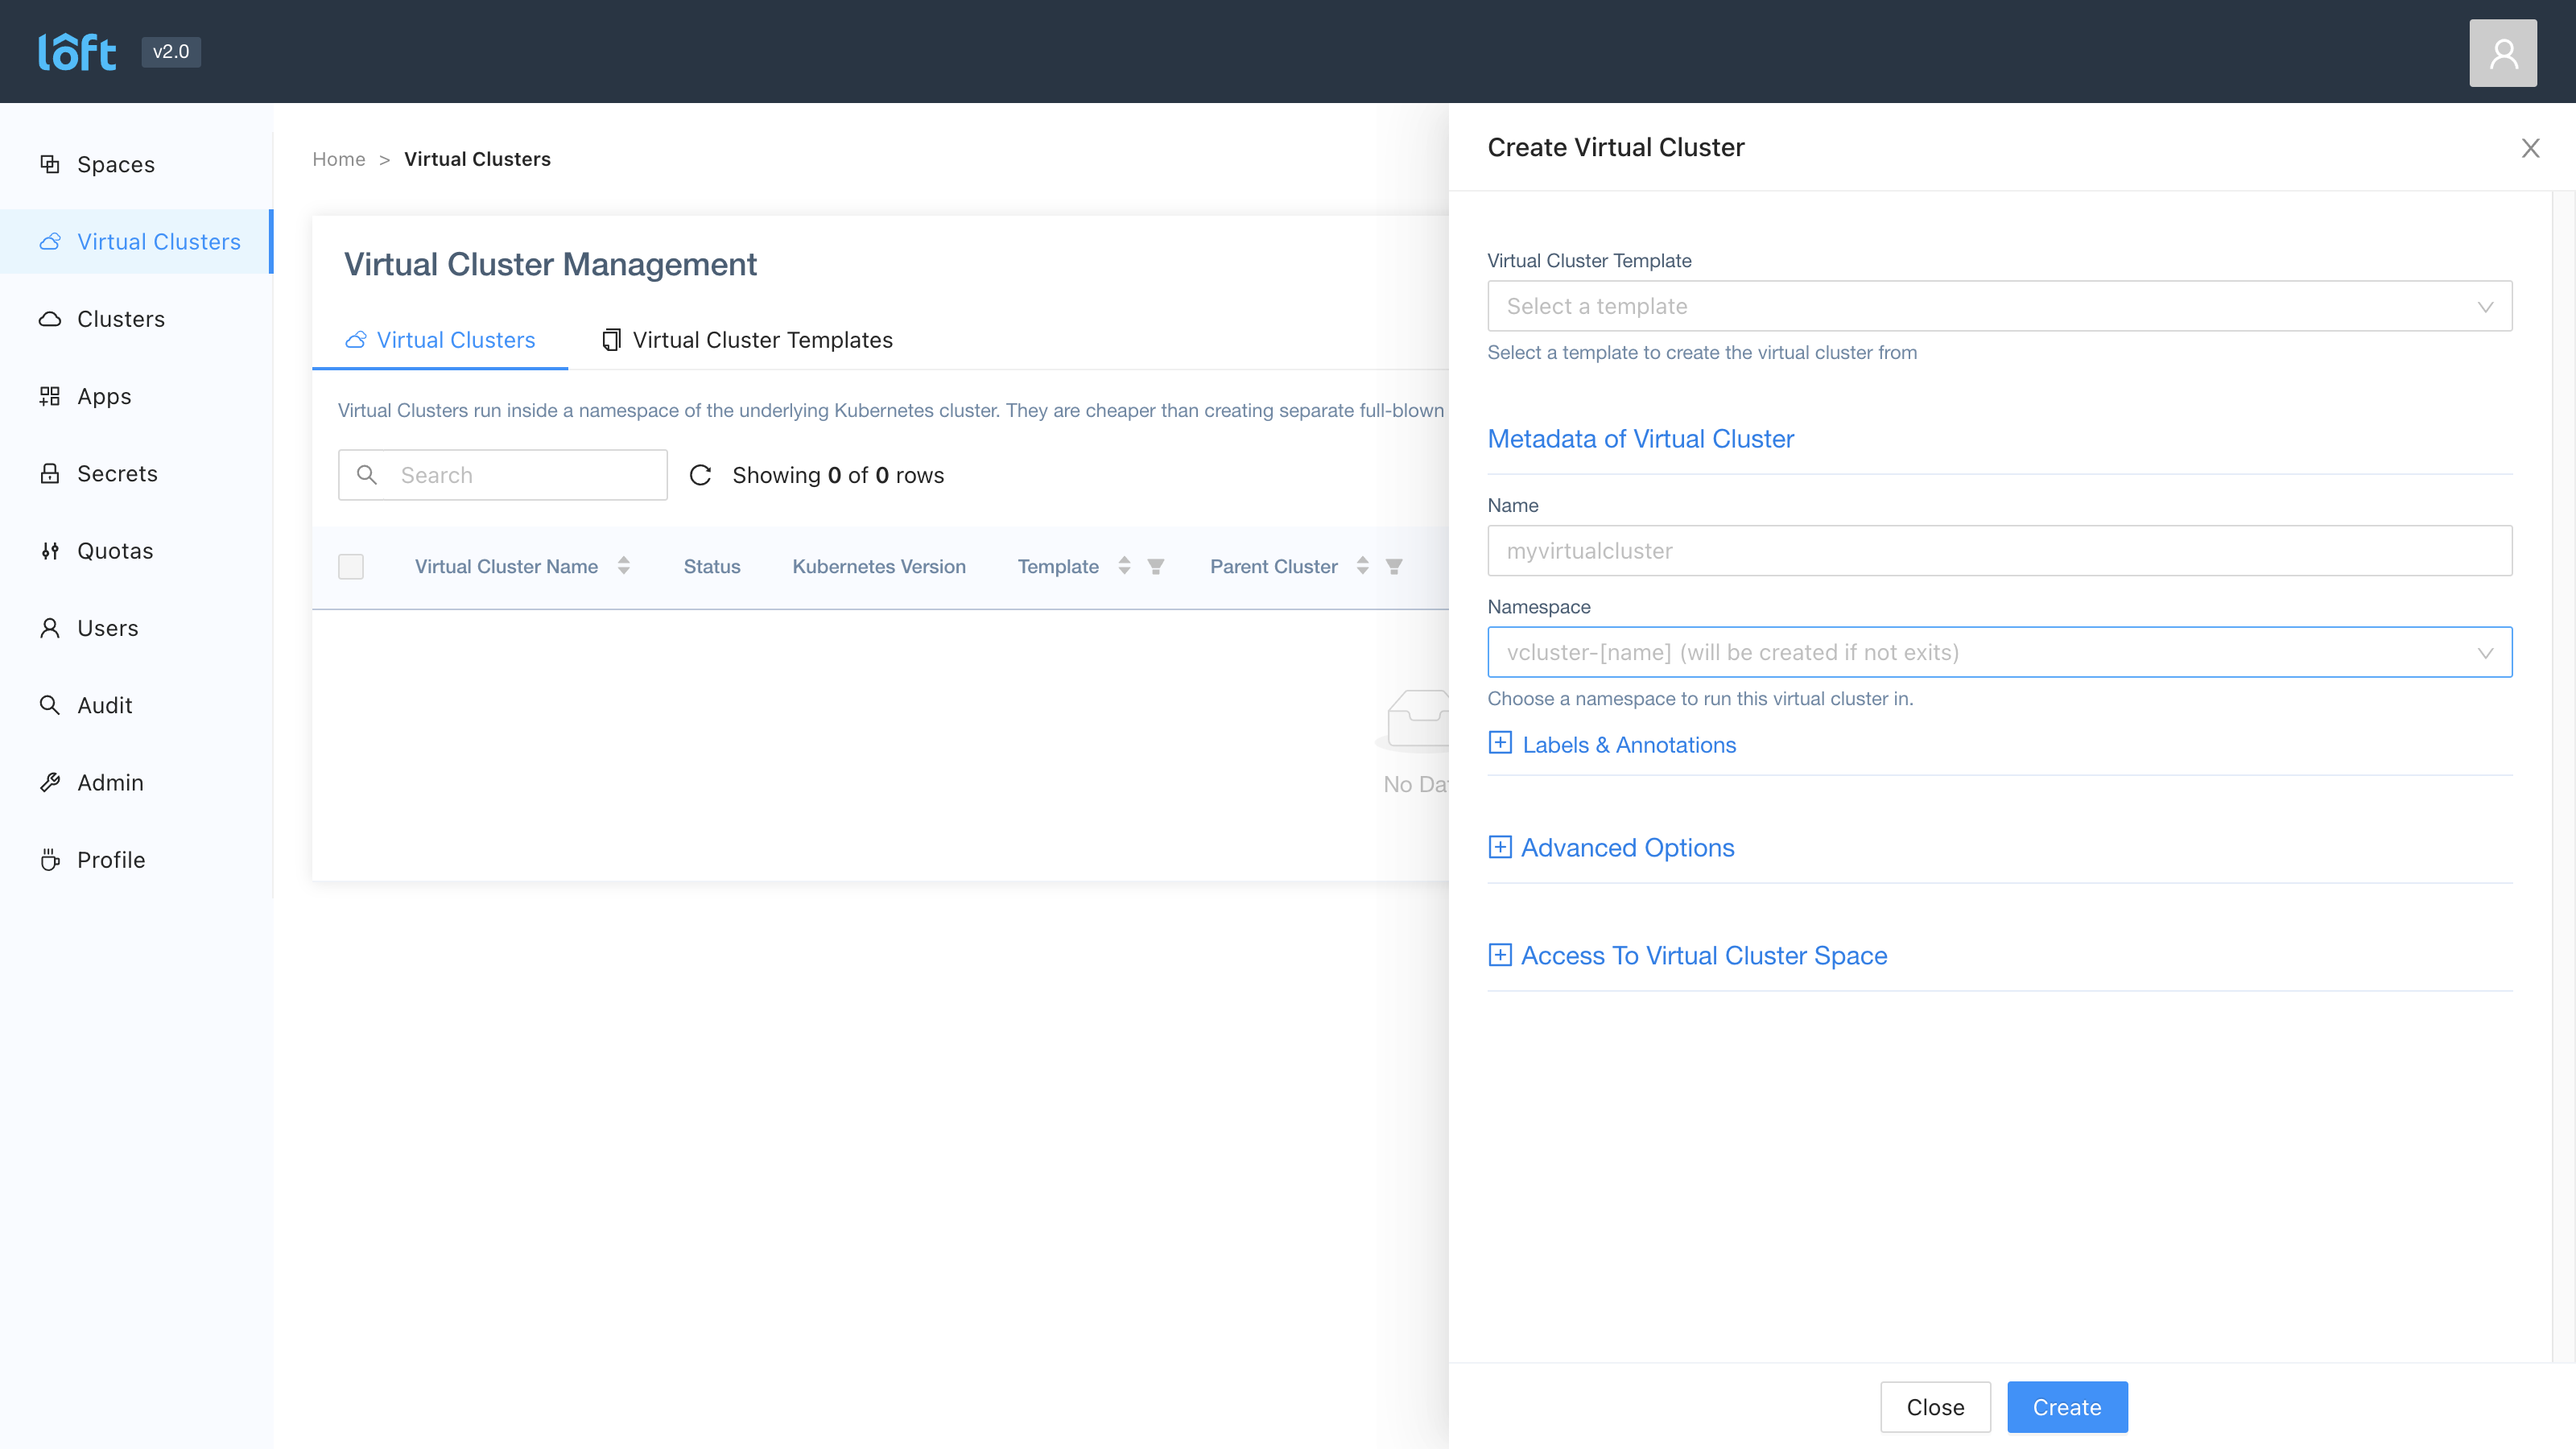 lôft v2.0
Spaces
Virtual Clusters
Clusters
Apps
Secrets
Quotas
Users
Audit
Admin
Profile
Home > Virtual Clusters
Virtual Cluster Management
Virtual Clusters Virtual Cluster Templates
Virtual Clusters run inside a namespace of the underlying Kubernetes cluster. They are cheaper than creating separate full-blown
Search Showing 0 of 0 rows
Virtual Cluster Name Status Kubernetes Version Template Parent Cluster
No Da
Create Virtual Cluster
Virtual Cluster Template
Select a template
Select a template to create the virtual cluster from
Metadata of Virtual Cluster
Name
myvirtualcluster
Namespace
vcluster-[name] (will be created if not exits)
Choose a namespace to run this virtual cluster in.
Labels & Annotations
Advanced Options
Access To Virtual Cluster Space
Close Create